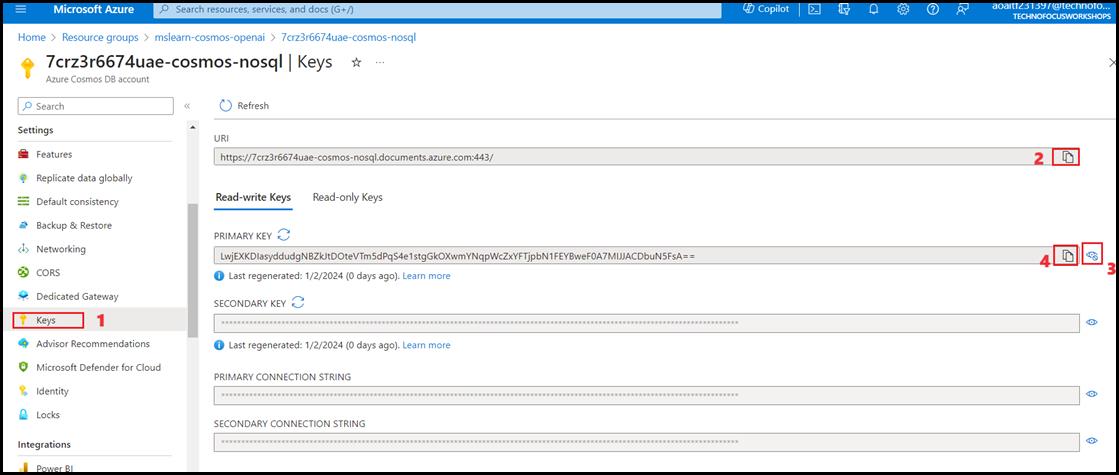 Microsoft Azure
Search resources, services, and docs (G+/)
Copilot
aoaitf231397@technofo...
TECHNOFOCUSWORKSHOPS
Home > Resource groups > mslearn-cosmos-openai > 7crz3r6674uae-cosmos-nosql
7crz3r6674uae-cosmos-nosql | Keys
Azure Cosmos DB account
Search
Refresh
Settings
Features
Replicate data globally
Default consistency
Backup & Restore
Networking
CORS
Dedicated Gateway
Keys 1
Advisor Recommendations
Microsoft Defender for Cloud
Identity
Locks
Integrations
Power BI
URI
https://7crz3r6674uae-cosmos-nosql.documents.azure.com:443/
2
Read-write Keys Read-only Keys
PRIMARY KEY
LwjEXKDIasyddudgNBZkJtDOteVTm5dPqS4e1stgGkOXwmYNqpWcZxYFTjpbN1FEYBweF0A7MIJJACDbuN5FsA==
4
3
Last regenerated: 1/2/2024 (0 days ago). Learn more
SECONDARY KEY
Last regenerated: 1/2/2024 (0 days ago). Learn more
PRIMARY CONNECTION STRING
SECONDARY CONNECTION STRING